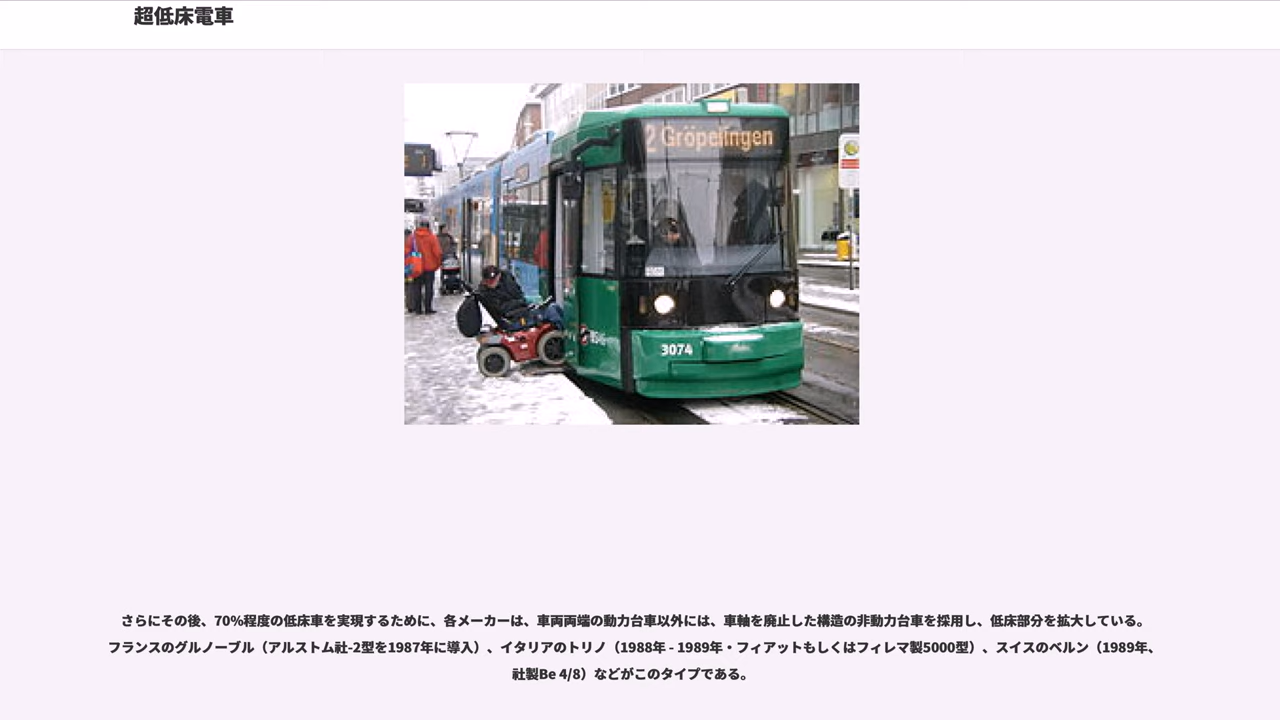 超低床電車
2 Gröpelingen
3074
さらにその後、70%程度の低床車を実現するために、各メーカーは、車両両端の動力台車以外には、車軸を廃止した構造の非動力台車を採用し、低床部分を拡大している。
フランスのグルノーブル（アルストム社-2型を1987年に導入）、イタリアのトリノ（1988年 - 1989年・フィアットもしくはフィレマ製5000型）、スイスのベルン（1989年、
社製Be 4/8）などがこのタイプである。